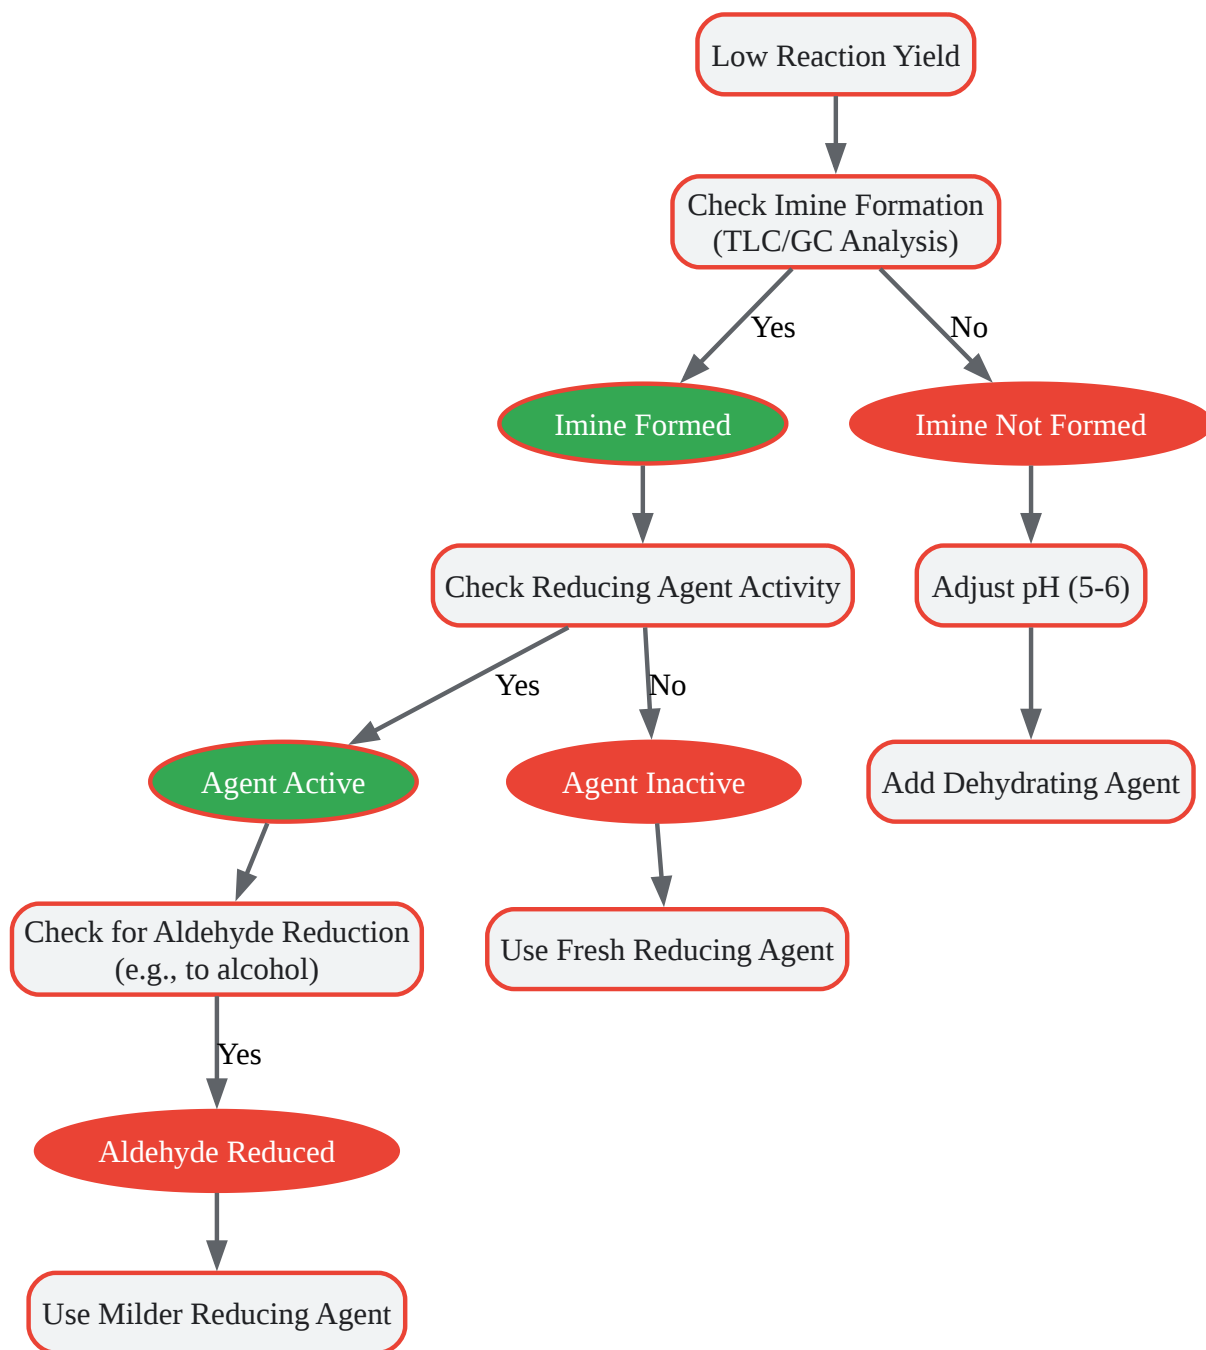 Low Reaction Yield
Check Imine Formation
(TLC/GC Analysis)
Yes
No
Imine Formed
Imine Not Formed
Check Reducing Agent Activity
Adjust pH (5-6)
Yes
No
Agent Active
Agent Inactive
Add Dehydrating Agent
Check for Aldehyde Reduction
(e.g., to alcohol)
Use Fresh Reducing Agent
Yes
Aldehyde Reduced
Use Milder Reducing Agent